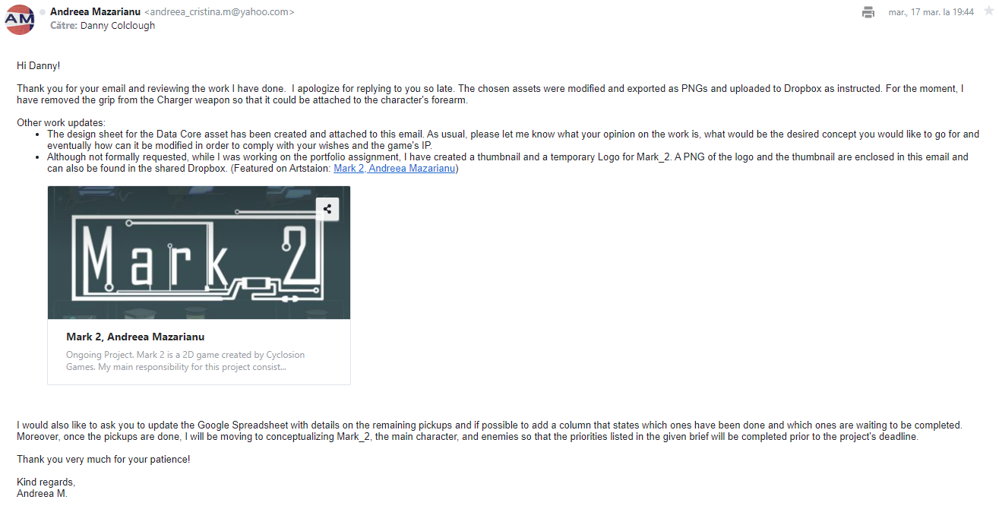 AM
Andreea Mazarianu <andreea_cristina.m@yahoo.com>
mar., 17 mar. la 19:44
Către: Danny Colclough
Hi Danny!
Thank you for your email and reviewing the work I have done.  I apologize for replying to you so late. The chosen assets were modified and exported as PNGs and uploaded to Dropbox as instructed. For the moment, I
have removed the grip from the Charger weapon so that it could be attached to the character's forearm.
Other work updates:
• The design sheet for the Data Core asset has been created and attached to this email. As usual, please let me know what your opinion on the work is, what would be the desired concept you would like to go for and
eventually how can it be modified in order to comply with your wishes and the game's IP.
• Although not formally requested, while I was working on the portfolio assignment, I have created a thumbnail and a temporary Logo for Mark_2. A PNG of the logo and the thumbnail are enclosed in this email and
can also be found in the shared Dropbox. (Featured on Artstaion: Mark 2, Andreea Mazarianu)
Mark_2
Mark 2, Andreea Mazarianu
Ongoing Project. Mark 2 is a 2D game created by Cyclosion
Games. My main responsibility for this project consist...
I would also like to ask you to update the Google Spreadsheet with details on the remaining pickups and if possible to add a column that states which ones have been done and which ones are waiting to be completed.
Moreover, once the pickups are done, I will be moving to conceptualizing Mark_2, the main character, and enemies so that the priorities listed in the given brief will be completed prior to the project's deadline.
Thank you very much for your patience!
Kind regards,
Andreea M.